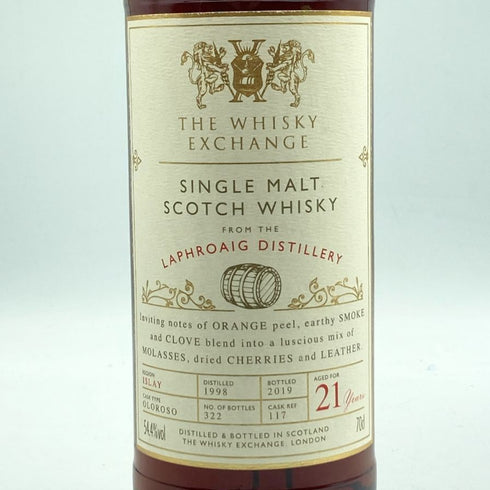 THE WHISKY
EXCHANGE
SINGLE MALT
SCOTCH WHISKY
FROM THE
LAPHROAIG DISTILLERY
Inviting notes of ORANGE peel, earthy SMOKE
and CLOVE blend into a luscious mix of
MOLASSES, dried CHERRIES and LEATHER.
REGION
ISLAY
DISTILLED
1998
BOTTLED
2019
AGED FOR
21 Years
CASK TYPE
OLOROSO
NO. OF BOTTLES
322
CASK REF
117
54.4%vol
70cl
DISTILLED & BOTTLED IN SCOTLAND
THE WHISKY EXCHANGE, LONDON